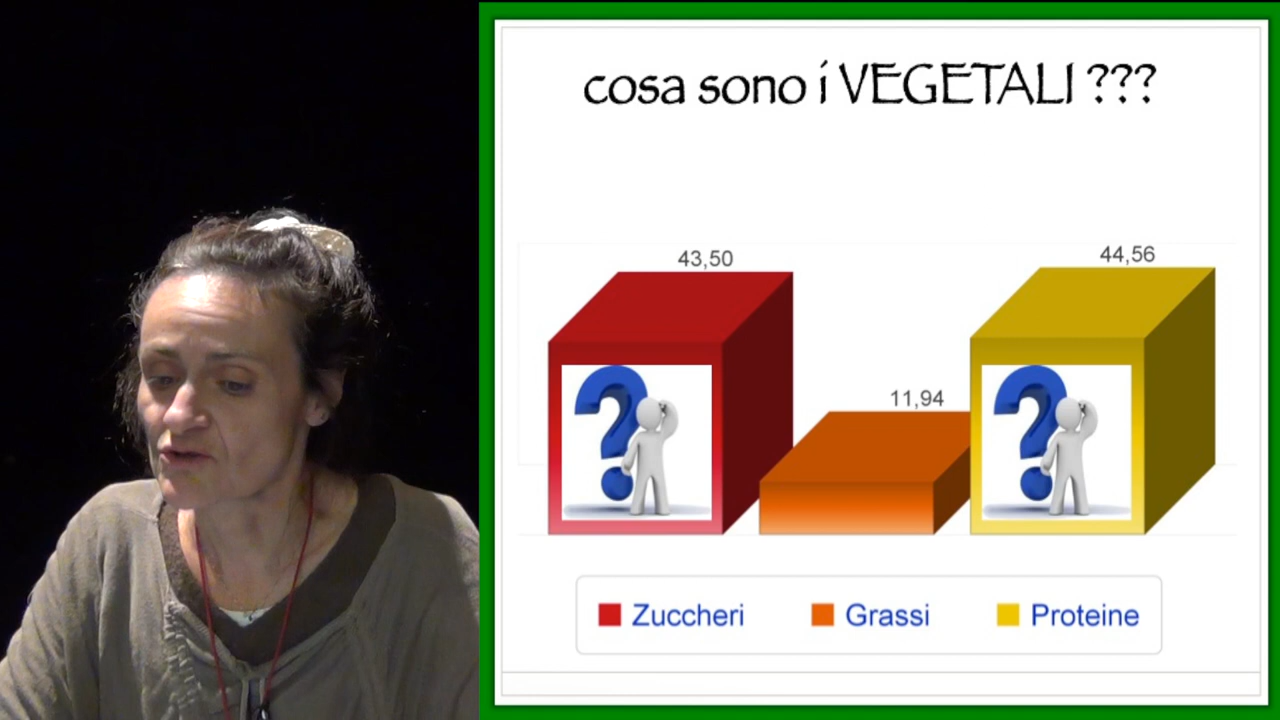 cosa sono i VEGETALI ???
43,50
11,94
44,56
Zuccheri
Grassi
Proteine